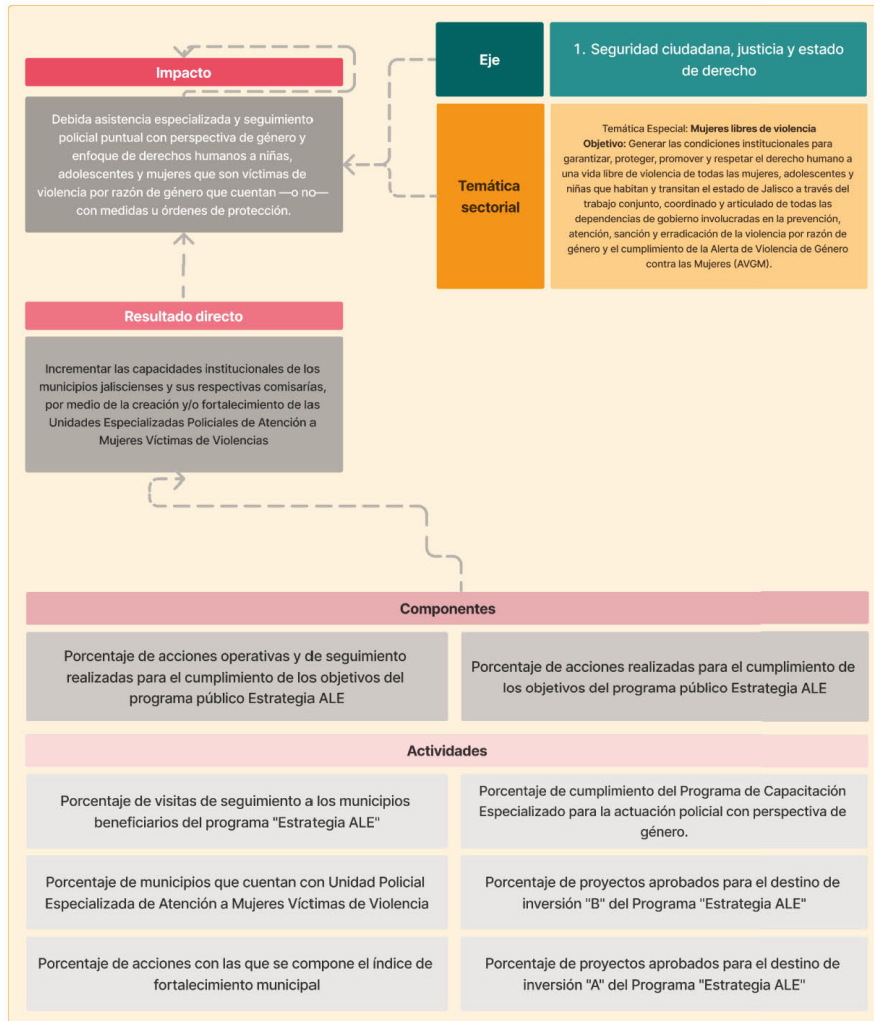 Impacto
Debida asistencia especializada y seguimiento
policial puntual con perspectiva de género y
enfoque de derechos humanos a niñas,
adolescentes y mujeres que son víctimas de
violencia por razón de género que cuentan —o no—
con medidas u órdenes de protección.
Eje
1. Seguridad ciudadana, justicia y estado
de derecho
Temática
sectorial
Temática Especial: Mujeres libres de violencia
Objetivo: Generar las condiciones institucionales para
garantizar, proteger, promover y respetar el derecho humano a
una vida libre de violencia de todas las mujeres, adolescentes y
niñas que habitan y transitan el estado de Jalisco a través del
trabajo conjunto, coordinado y articulado de todas las
dependencias de gobierno involucradas en la prevención,
atención, sanción y erradicación de la violencia por razón de
género y el cumplimiento de la Alerta de Violencia de Género
contra las Mujeres (AVGM).
Resultado directo
Incrementar las capacidades institucionales de los
municipios jaliscienses y sus respectivas comisarías,
por medio de la creación y/o fortalecimiento de las
Unidades Especializadas Policiales de Atención a
Mujeres Víctimas de Violencias
Componentes
Porcentaje de acciones operativas y de seguimiento
realizadas para el cumplimiento de los objetivos del
programa público Estrategia ALE
Porcentaje de acciones realizadas para el cumplimiento de
los objetivos del programa público Estrategia ALE
Actividades
Porcentaje de visitas de seguimiento a los municipios
beneficiarios del programa "Estrategia ALE"
Porcentaje de cumplimiento del Programa de Capacitación
Especializado para la actuación policial con perspectiva de
género.
Porcentaje de municipios que cuentan con Unidad Policial
Especializada de Atención a Mujeres Víctimas de Violencia
Porcentaje de proyectos aprobados para el destino de
inversión "B" del Programa "Estrategia ALE"
Porcentaje de acciones con las que se compone el índice de
fortalecimiento municipal
Porcentaje de proyectos aprobados para el destino de
inversión "A" del Programa "Estrategia ALE"